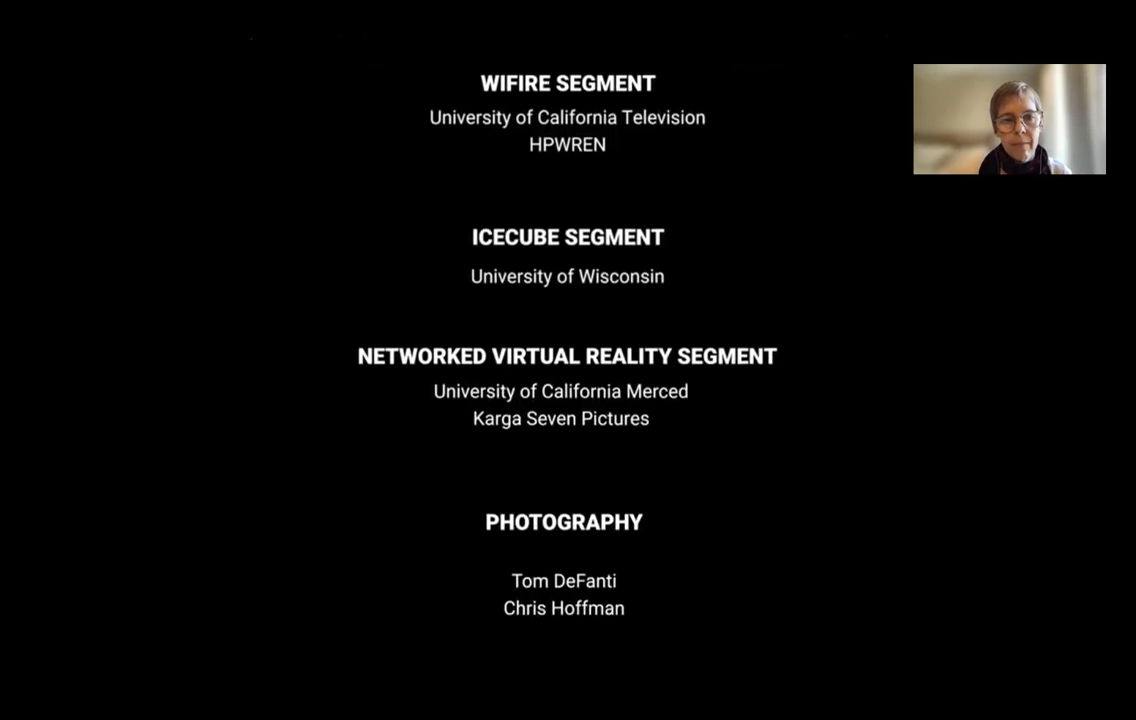 WIFIRE SEGMENT
University of California Television
HPWREN
ICECUBE SEGMENT
University of Wisconsin
NETWORKED VIRTUAL REALITY SEGMENT
University of California Merced
Karga Seven Pictures
PHOTOGRAPHY
Tom DeFanti
Chris Hoffman